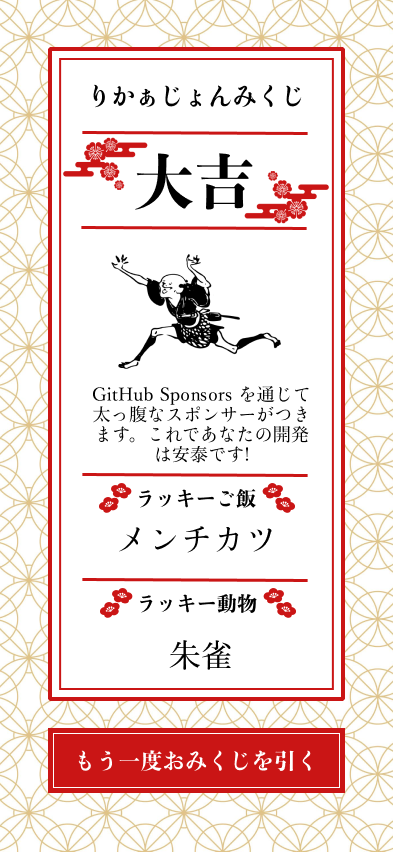 りかぁじょんみくじ
大吉
GitHub Sponsors を通じて
太っ腹なスポンサーがつき
ます。これであなたの開発
は安泰です!
ラッキーご飯
メンチカツ
ラッキー動物
朱雀
もう一度おみくじを引く